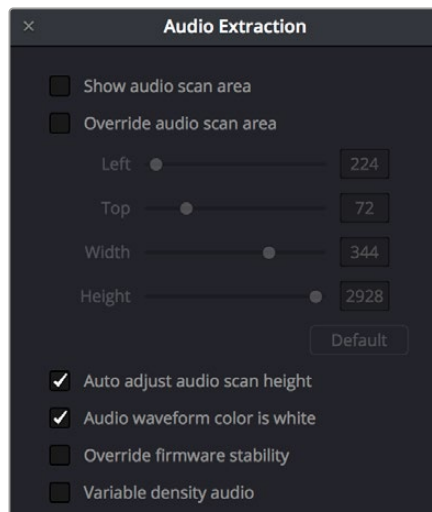 Audio Extraction
Show audio scan area
Override audio scan area
Left 224
Top 72
Width 344
Height 2928
Default
Auto adjust audio scan height
Audio waveform color is white
Override firmware stability
Variable density audio